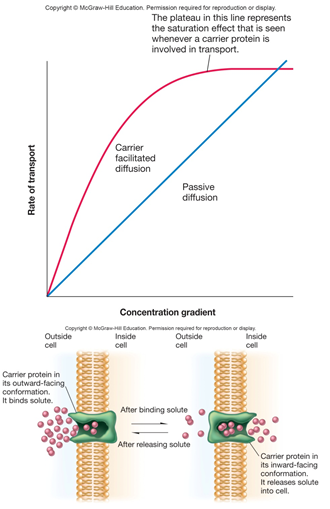 Copyright © McGraw-Hill Education. Permission required for reproduction or display.
The plateau in this line represents
the saturation effect that is seen
whenever a carrier protein is
involved in transport.
Carrier
facilitated
diffusion
Passive
diffusion
Rate of transport
Concentration gradient
Copyright © McGraw-Hill Education. Permission required for reproduction or display.
Outside
cell
Inside
cell
Outside
cell
Inside
cell
Carrier protein in
its outward-facing
conformation.
It binds solute.
After binding solute
After releasing solute
Carrier protein in
its inward-facing
conformation.
It releases solute
into cell.